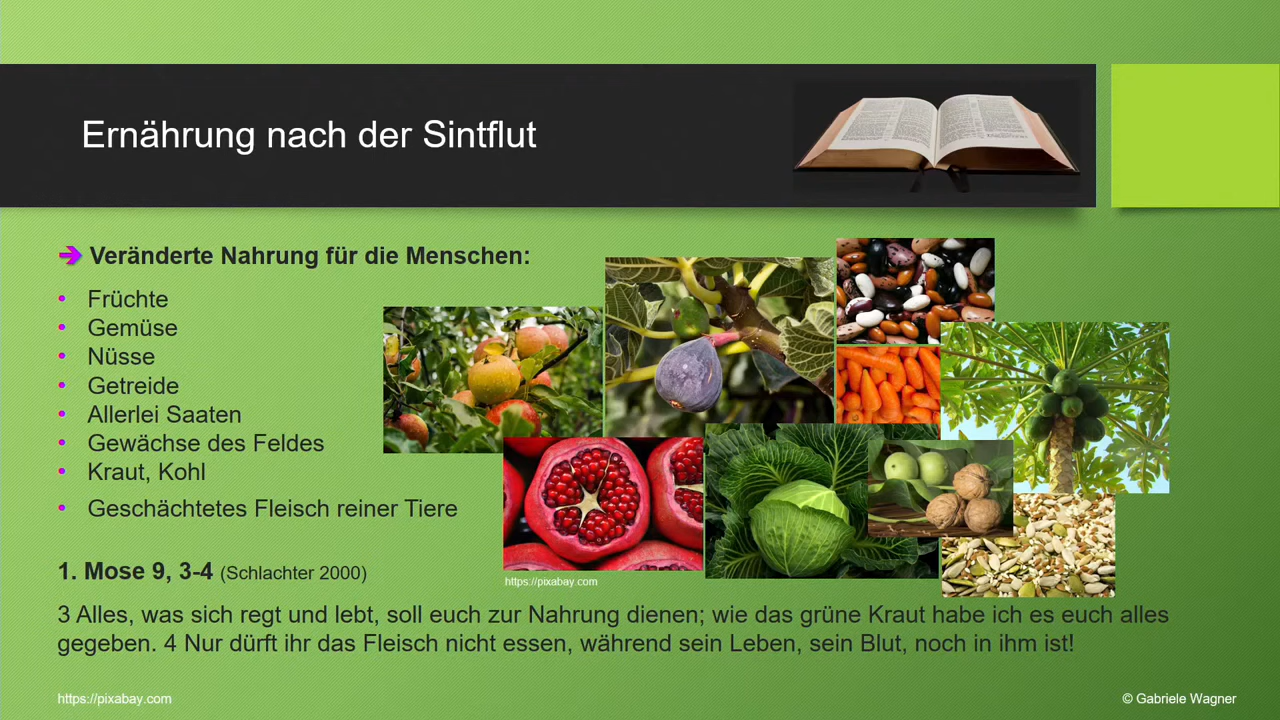 Ernährung nach der Sintflut
➔ Veränderte Nahrung für die Menschen:
• Früchte
• Gemüse
• Nüsse
• Getreide
• Allerlei Saaten
• Gewächse des Feldes
• Kraut, Kohl
• Geschächtetes Fleisch reiner Tiere
https://pixabay.com
1. Mose 9, 3-4 (Schlachter 2000)
3 Alles, was sich regt und lebt, soll euch zur Nahrung dienen; wie das grüne Kraut habe ich es euch alles
gegeben. 4 Nur dürft ihr das Fleisch nicht essen, während sein Leben, sein Blut, noch in ihm ist!
https://pixabay.com
© Gabriele Wagner